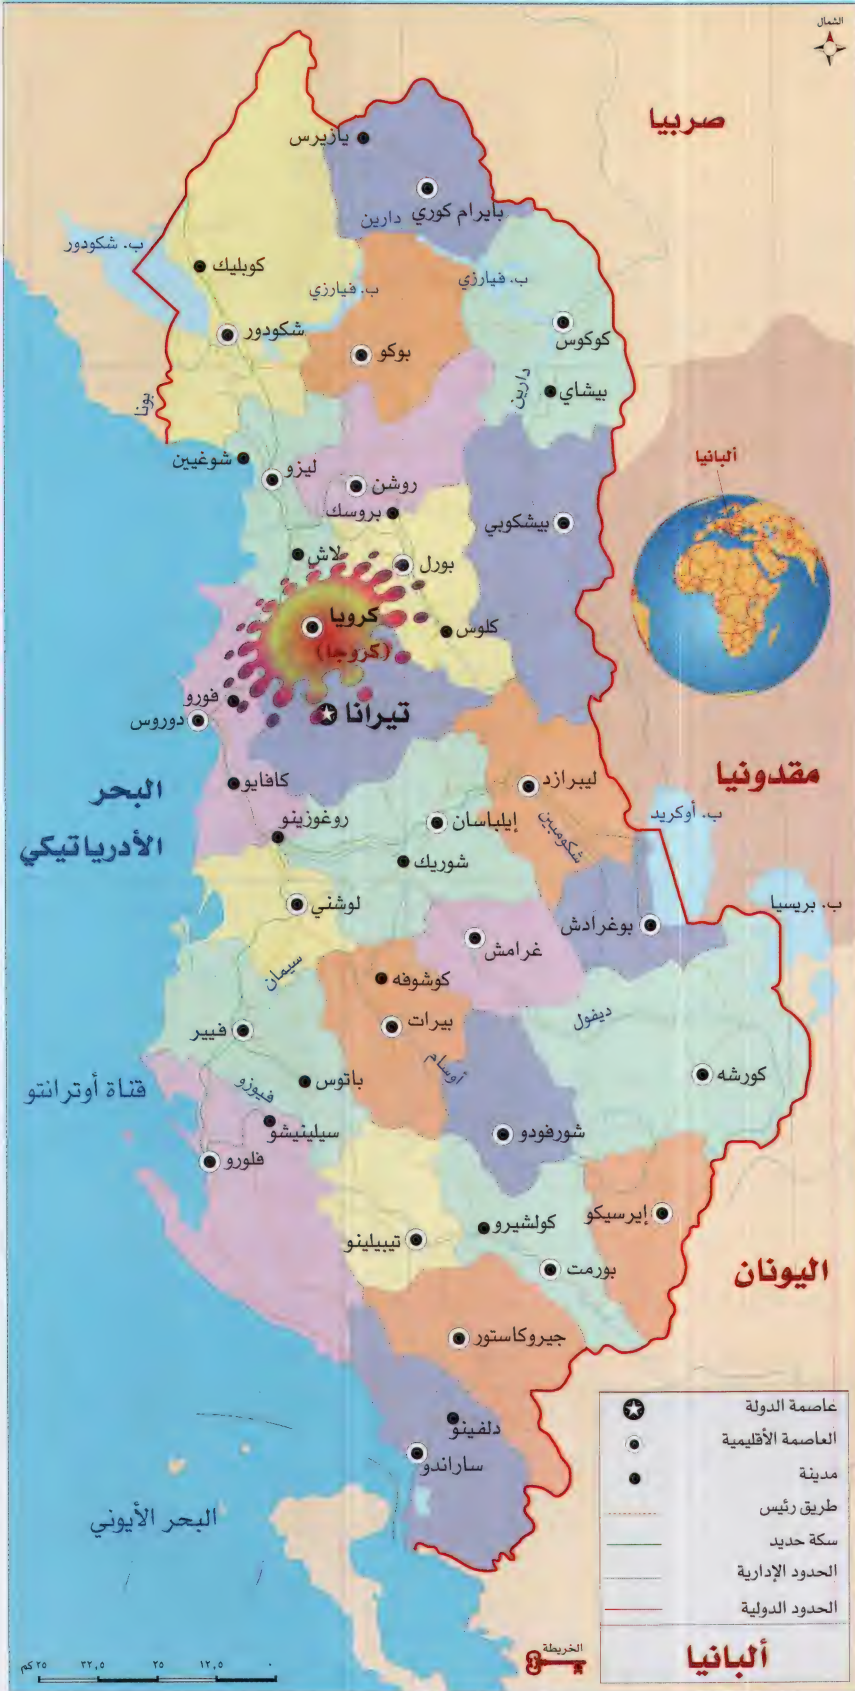 الشمال
صربيا
يازيرس
بايرام كوري
دارين
ب. شكودور
كوبليك
ب. فيارزي
ب. فيارزي
شكودور
بوكو
كوكوس
بيشاي
دارين
بونا
شوغيين
ليزو
روشن
بروسك
بيشكوبي
ألبانيا
لاش
بورل
كرويا
(كروجا)
كلوس
فورو
دوروس
تيرانا
البحر
الأدرياتيكي
كافايو
ليبرازد
مقدونيا
روغوزينو
إيلباسان
شكومبين
ب. أوكريد
شوريك
لوشني
بوغرادش
ب. بريسيا
غرامش
سيمان
كوشوفه
فيير
بيرات
ديفول
أوسام
كورشه
قناة أوترانتو
باتوس
فيوزو
سيلينيشو
شورفودو
فلورو
تيبيلينو
كولشيرو
إيرسيكو
بورمت
اليونان
جيروكاستور
دلفينو
ساراندو
البحر الأيوني
عاصمة الدولة
العاصمة الأقليمية
مدينة
طريق رئيس
سكة حديد
الحدود الإدارية
الحدود الدولية
الخريطة
ألبانيا
٢٥ كم
٢٢,٥
٢٥
١٢,٥
٠